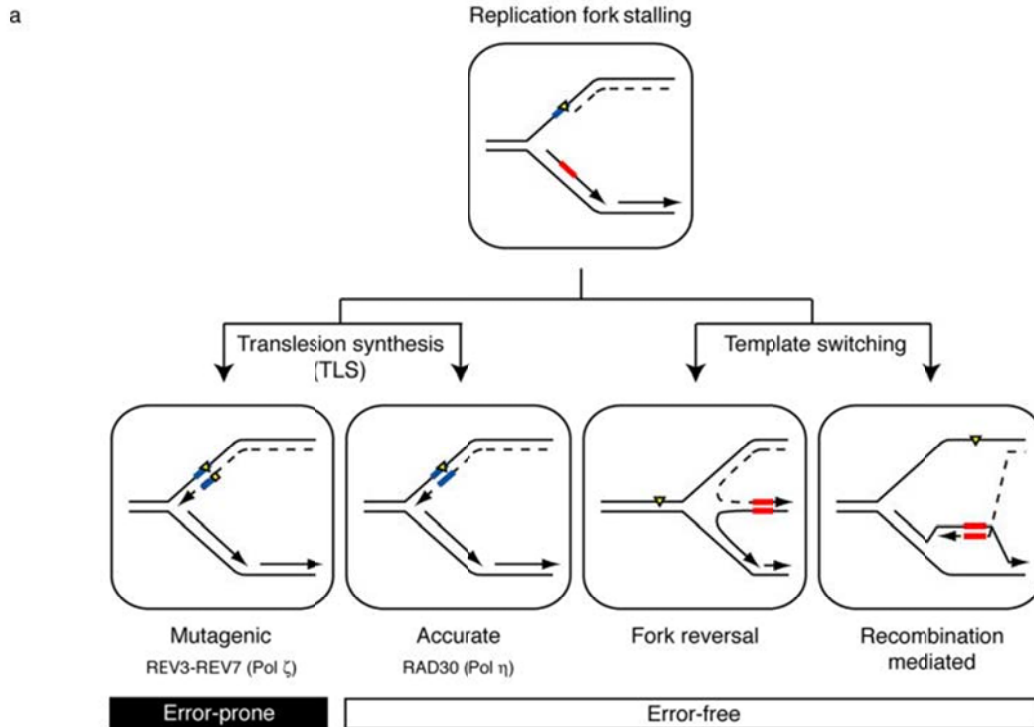 a
Replication fork stalling
Translesion synthesis
(TLS)
Template switching
Mutagenic
REV3-REV7 (Pol ζ)
Accurate
RAD30 (Pol η)
Fork reversal
Recombination
mediated
Error-prone
Error-free